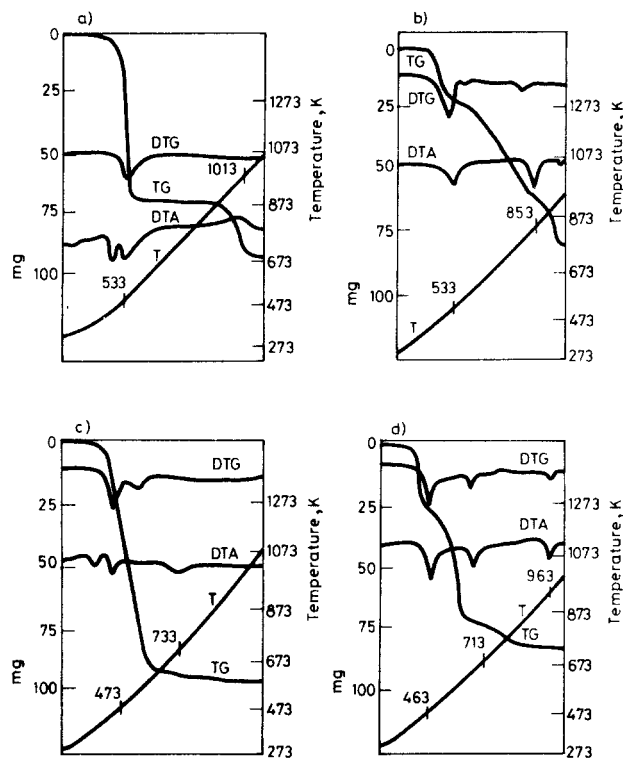 a)
0
25
50
75
100
mg
TG
DTG
DTA
T
533
1013
1273
1073
873
673
473
273
Temperature, K
b)
0
25
50
75
100
mg
TG
DTG
DTA
T
533
853
1273
1073
873
673
473
273
Temperature, K
c)
0
25
50
75
100
mg
DTG
DTA
T
TG
473
733
1273
1073
873
673
473
273
Temperature, K
d)
0
25
50
75
100
mg
DTG
DTA
T
TG
463
713
963
1273
1073
873
673
473
273
Temperature, K